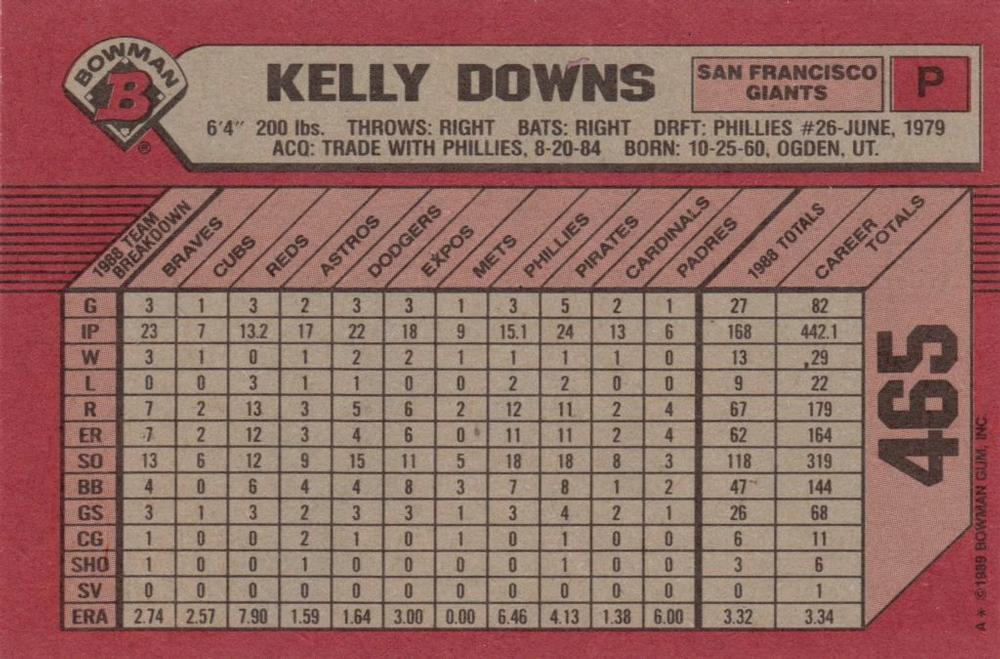 BOWMAN
B
®
KELLY DOWNS
SAN FRANCISCO
GIANTS
P
6'4" 200 lbs. THROWS: RIGHT BATS: RIGHT DRFT: PHILLIES #26-JUNE, 1979
ACQ: TRADE WITH PHILLIES, 8-20-84 BORN: 10-25-60, OGDEN, UT.
1988 TEAM BREAKDOWN BRAVES CUBS REDS ASTROS DODGERS EXPOS METS PHILLIES PIRATES CARDINALS PADRES 1988 TOTALS CAREER TOTALS
G 3 1 3 2 3 3 1 3 5 2 1 27 82
IP 23 7 13.2 17 22 18 9 15.1 24 13 6 168 442.1
W 3 1 0 1 2 2 1 1 1 1 0 13 29
L 0 0 3 1 1 0 0 2 2 0 0 9 22
R 7 2 13 3 5 6 2 12 11 2 4 67 179
ER 7 2 12 3 4 6 0 11 11 2 4 62 164
SO 13 6 12 9 15 11 5 18 18 8 3 118 319
BB 4 0 6 4 4 8 3 7 8 1 2 47 144
GS 3 1 3 2 3 3 1 3 4 2 1 26 68
CG 1 0 0 2 1 0 1 0 1 0 0 6 11
SHO 1 0 0 1 0 0 0 0 1 0 0 3 6
SV 0 0 0 0 0 0 0 0 0 0 0 0 1
ERA 2.74 2.57 7.90 1.59 1.64 3.00 0.00 6.46 4.13 1.38 6.00 3.32 3.34
465
A * ©1989 BOWMAN GUM, INC.